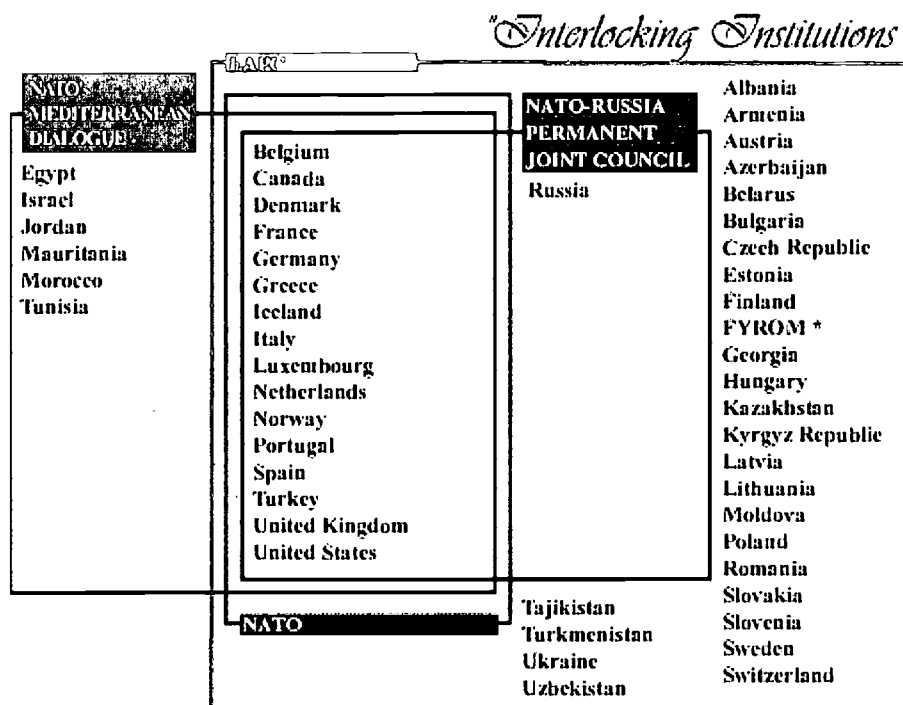 "Interlocking Institutions
NATO
MEDITERRANEAN
DIALOGUE
Egypt
Israel
Jordan
Mauritania
Morocco
Tunisia
Belgium
Canada
Denmark
France
Germany
Greece
Iceland
Italy
Luxembourg
Netherlands
Norway
Portugal
Spain
Turkey
United Kingdom
United States
NATO
NATO-RUSSIA
PERMANENT
JOINT COUNCIL
Russia
Tajikistan
Turkmenistan
Ukraine
Uzbekistan
Albania
Armenia
Austria
Azerbaijan
Belarus
Bulgaria
Czech Republic
Estonia
Finland
FYROM *
Georgia
Hungary
Kazakhstan
Kyrgyz Republic
Latvia
Lithuania
Moldova
Poland
Romania
Slovakia
Slovenia
Sweden
Switzerland